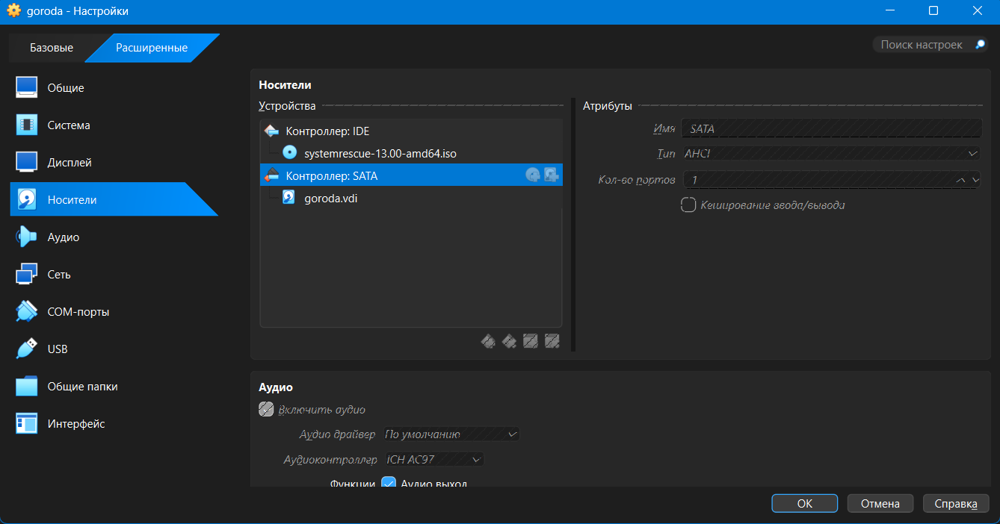 goroda - Настройки
Базовые
Расширенные
Поиск настроек
Общие
Система
Дисплей
Носители
Аудио
Сеть
COM-порты
USB
Общие папки
Интерфейс
Носители
Устройства
Контроллер: IDE
systemrescue-13.00-amd64.iso
Контроллер: SATA
goroda.vdi
Атрибуты
Имя SATA
Тип AHCI
Кол-во портов 1
Кеширование ввода/вывода
Аудио
Включить аудио
Аудио драйвер По умолчанию
Аудиоконтроллер ICH AC97
Функции Аудио выход
OK
Отмена
Справка